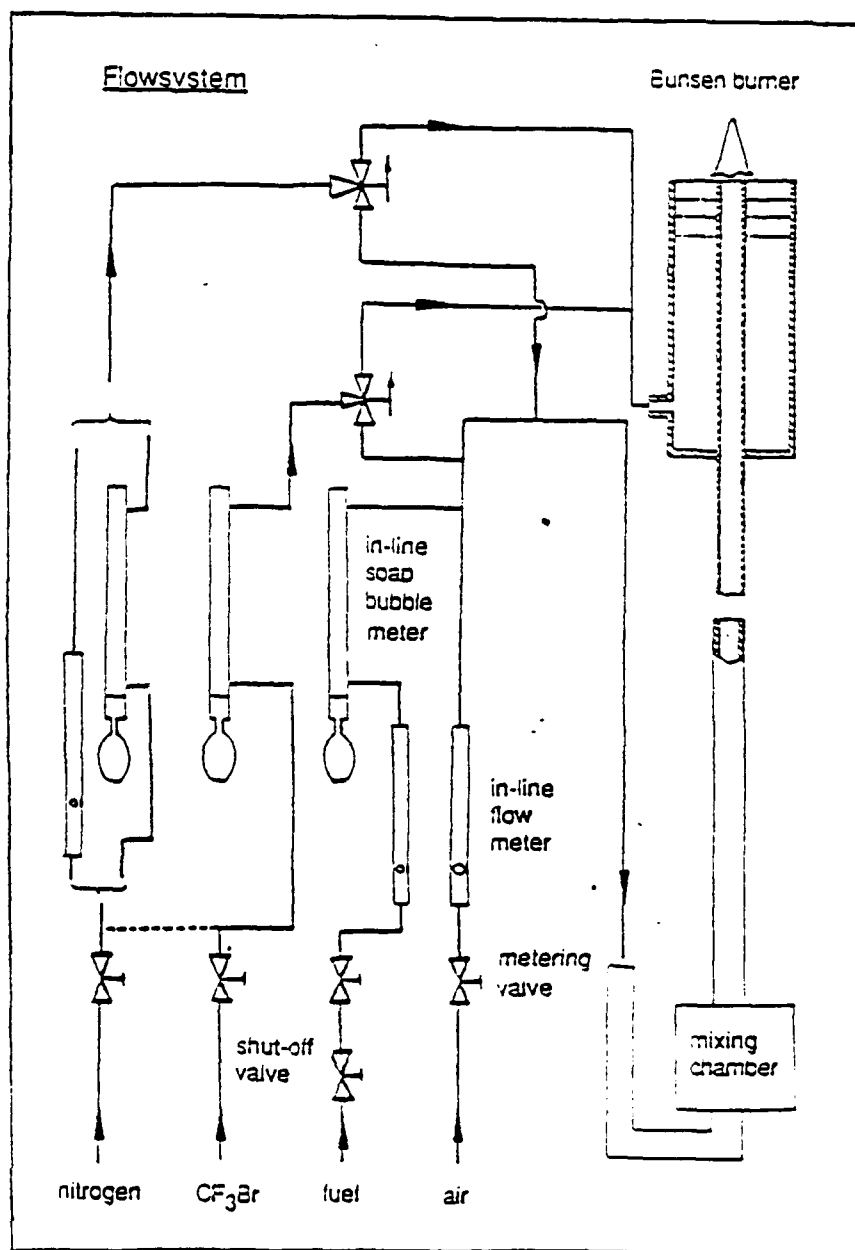 Flowsystem
Bunsen burner
in-line
soap
bubble
meter
in-line
flow
meter
metering
valve
shut-off
valve
mixing
chamber
nitrogen
CF₃Br
fuel
air